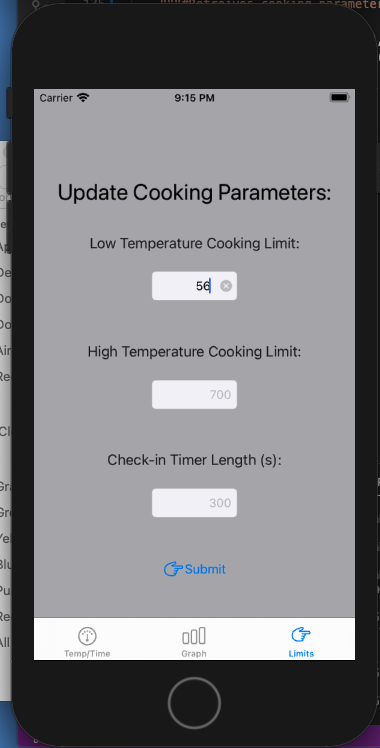 Carrier
9:15 PM
Update Cooking Parameters:
Low Temperature Cooking Limit:
56
High Temperature Cooking Limit:
700
Check-in Timer Length (s):
300
Submit
Temp/Time
Graph
Limits